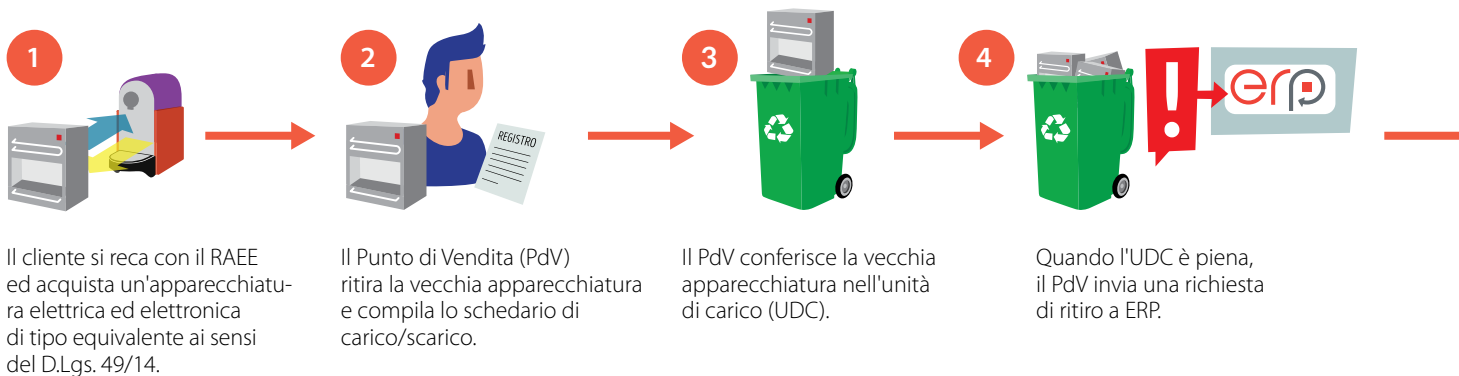 1
2
3
4
REGISTRO
erp
Il cliente si reca con il RAEE
ed acquista un'apparecchiatu-
ra elettrica ed elettronica
di tipo equivalente ai sensi
del D.Lgs. 49/14.
Il Punto di Vendita (PdV)
ritira la vecchia apparecchiatura
e compila lo schedario di
carico/scarico.
Il PdV conferisce la vecchia
apparecchiatura nell'unità
di carico (UDC).
Quando l'UDC è piena,
il PdV invia una richiesta
di ritiro a ERP.